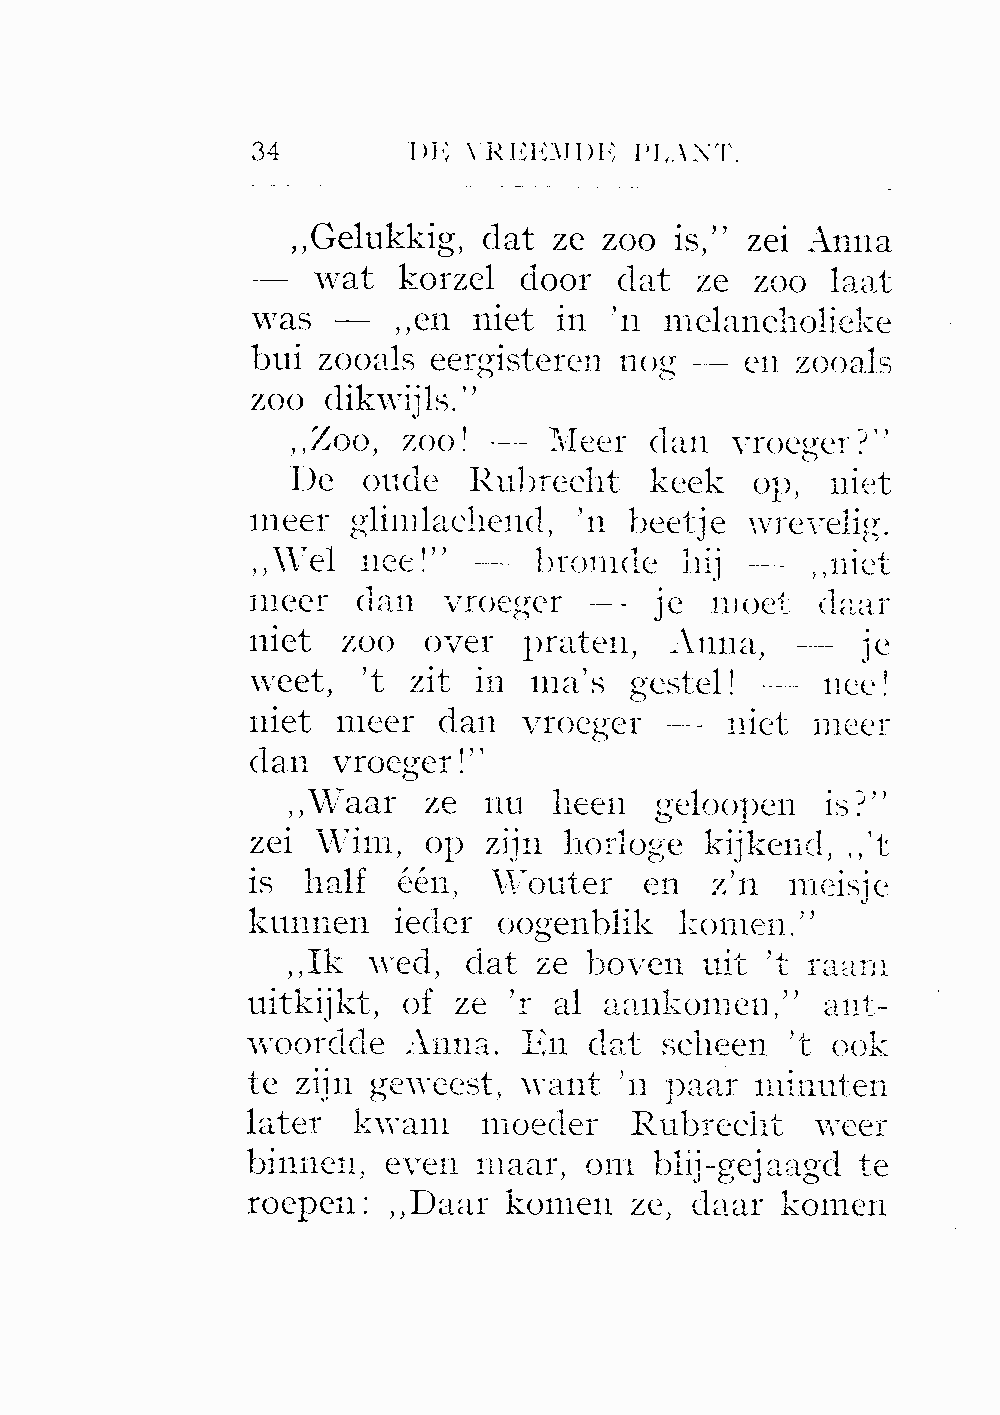 34 DE VREEMDE PLANT.
,,Gelukkig, dat ze zoo is,” zei Anna
— wat korzel door dat ze zoo laat
was — ,,en niet in ’n melancholieke
bui zooals eergisteren nog — en zooals
zoo dikwijls.”
,,Zoo, zoo! — Meer dan vroeger?”
De oude Rubrecht keek op, niet
meer glimlachend, ’n beetje wrevelig.
,,Wel nee!” — bromde hij — ,,niet
meer dan vroeger — je moet daar
niet zoo over praten, Anna, — je
weet, ’t zit in ma’s gestel! — nee!
niet meer dan vroeger — niet meer
dan vroeger!”
,,Waar ze nu heen geloopen is?”
zei Wim, op zijn horloge kijkend, ,,’t
is half één, Wouter en z’n meisje
kunnen ieder oogenblik komen.”
,,Ik wed, dat ze boven uit ’t raam
uitkijkt, of ze ’r al aankomen,” ant-
woordde Anna. En dat scheen ’t ook
te zijn geweest, want ’n paar minuten
later kwam moeder Rubrecht weer
binnen, even maar, om blij-gejaagd te
roepen: ,,Daar komen ze, daar komen